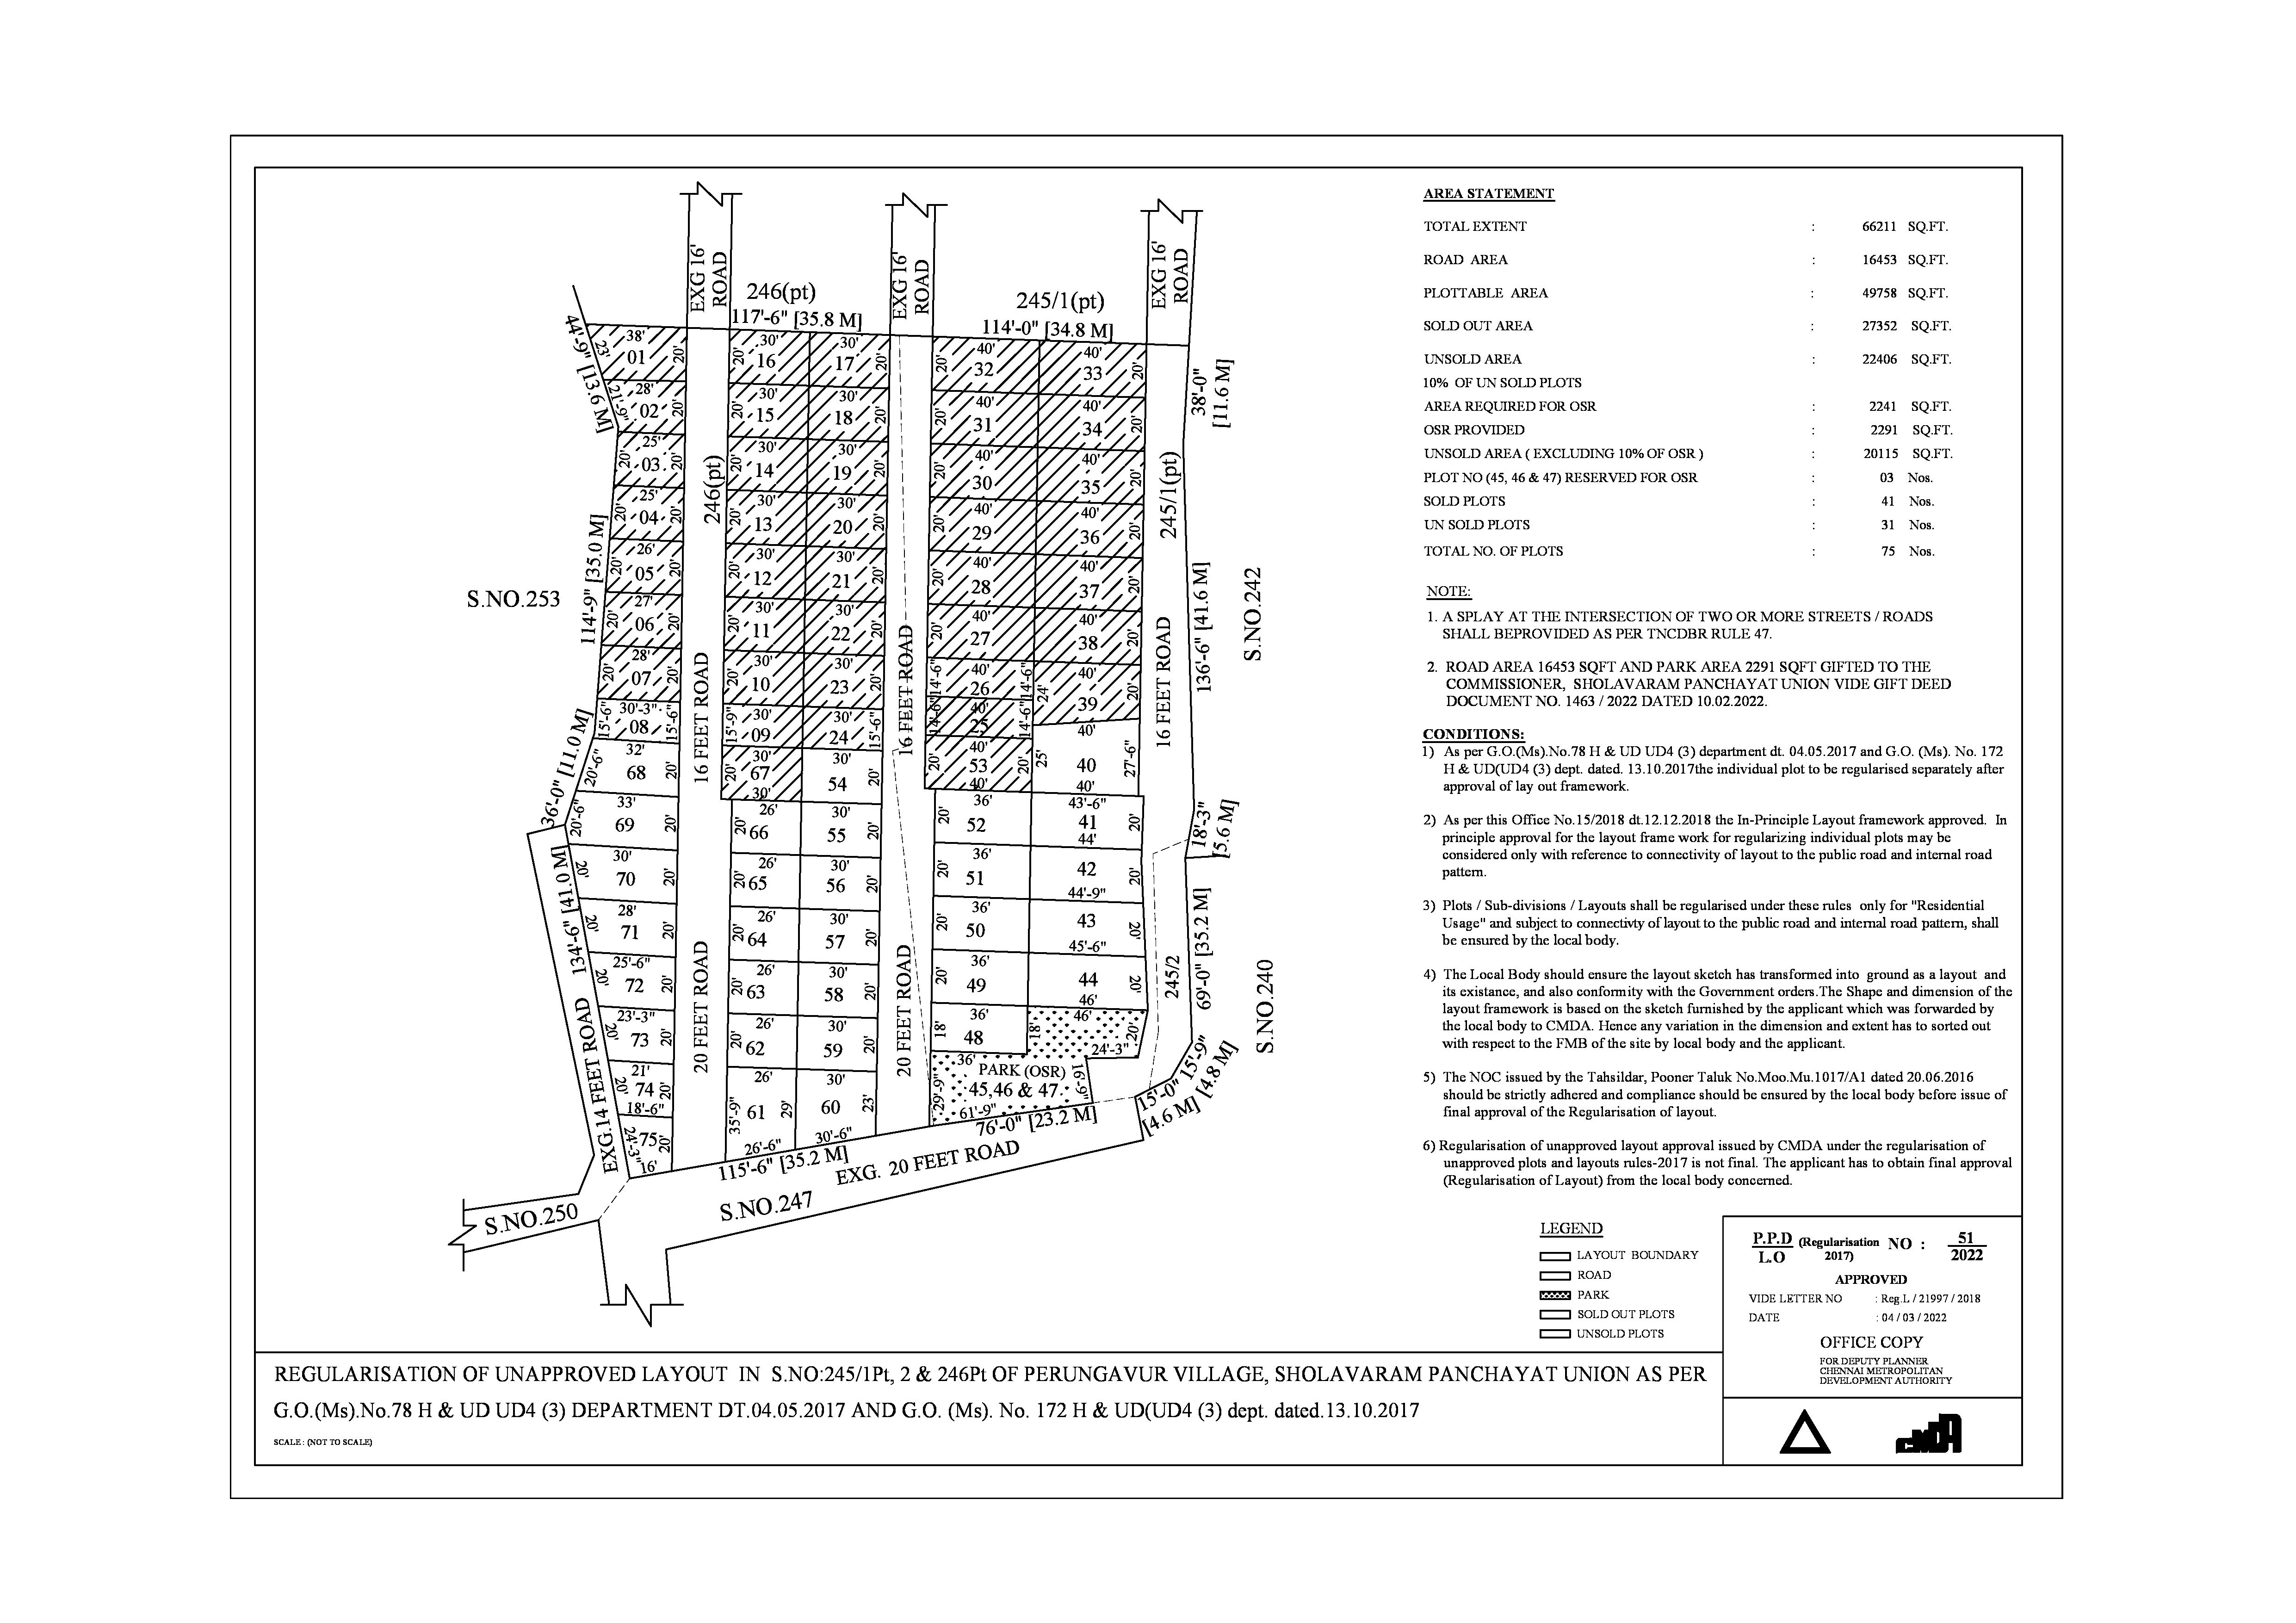 EXG 16'
ROAD
EXG 16'
ROAD
EXG 16'
ROAD
246(pt)
117'-6" [35.8 M]
245/1(pt)
114'-0" [34.8 M]
44'-9" [13.6 M]
38'
23'
01
20'
30'
20'
16
30'
17
20'
40'
20'
32
40'
33
20'
28'
21'-9"
02
20'
30'
20'
15
30'
18
20'
40'
20'
31
40'
34
20'
38'-0"
[11.6 M]
25'
20'
03
20'
246(pt)
30'
20'
14
30'
19
20'
40'
20'
30
40'
35
20'
245/1(pt)
25'
20'
04
20'
30'
20'
13
30'
20
20'
40'
20'
29
40'
36
20'
114'-9" [35.0 M]
S.NO.253
26'
20'
05
20'
30'
20'
12
30'
21
20'
40'
20'
28
40'
37
20'
136'-6" [41.6 M]
S.NO.242
27'
20'
06
20'
30'
20'
11
30'
22
20'
40'
20'
27
40'
38
20'
28'
20'
07
20'
16 FEET ROAD
30'
20'
10
30'
23
20'
16 FEET ROAD
40'
14'-6"
26
14'-6"
40'
24'
39
20'
16 FEET ROAD
30'-3"
15'-6"
08
15'-6"
30'
15'-9"
09
30'
24
15'-6"
40'
14'-6"
25
14'-6"
36'-0" [11.0 M]
32'
20'-6"
68
20'
30'
20'
67
30'
30'
54
20'
40'
20'
53
20'
40'
40'
25'
40
27'-6"
40'
33'
20'-6"
69
20'
26'
20'
66
30'
55
20'
36'
20'
52
43'-6"
41
20'
44'
18'-3"
[5.6 M]
134'-6" [41.0 M]
30'
20'
70
20'
26'
20'
65
30'
56
20'
36'
20'
51
42
20'
44'-9"
28'
20'
71
20'
26'
20'
64
30'
57
20'
36'
20'
50
43
20'
45'-6"
69'-0" [35.2 M]
25'-6"
20'
72
20'
20 FEET ROAD
26'
20'
63
30'
58
20'
20 FEET ROAD
36'
20'
49
44
20'
46'
245/2
S.NO.240
23'-3"
20'
73
20'
26'
20'
62
30'
59
20'
36'
18'
48
46'
18'
20'
24'-3"
EXG.14 FEET ROAD
21'
20'
74
20'
18'-6"
26'
35'-9"
61
29'
26'-6"
30'
60
23'
30'-6"
36'
29'-9"
PARK (OSR)
45,46 & 47
16'-9"
61'-9"
15'-9"
[4.8 M]
15'-0"
[4.6 M]
24'-3"
75
20'
16'
115'-6" [35.2 M]
76'-0" [23.2 M]
EXG. 20 FEET ROAD
S.NO.247
S.NO.250
AREA STATEMENT
TOTAL EXTENT : 66211 SQ.FT.
ROAD AREA : 16453 SQ.FT.
PLOTTABLE AREA : 49758 SQ.FT.
SOLD OUT AREA : 27352 SQ.FT.
UNSOLD AREA : 22406 SQ.FT.
10% OF UN SOLD PLOTS
AREA REQUIRED FOR OSR : 2241 SQ.FT.
OSR PROVIDED : 2291 SQ.FT.
UNSOLD AREA ( EXCLUDING 10% OF OSR ) : 20115 SQ.FT.
PLOT NO (45, 46 & 47) RESERVED FOR OSR : 03 Nos.
SOLD PLOTS : 41 Nos.
UN SOLD PLOTS : 31 Nos.
TOTAL NO. OF PLOTS : 75 Nos.
NOTE:
1. A SPLAY AT THE INTERSECTION OF TWO OR MORE STREETS / ROADS
SHALL BEPROVIDED AS PER TNCDBR RULE 47.
2. ROAD AREA 16453 SQFT AND PARK AREA 2291 SQFT GIFTED TO THE
COMMISSIONER, SHOLAVARAM PANCHAYAT UNION VIDE GIFT DEED
DOCUMENT NO. 1463 / 2022 DATED 10.02.2022.
CONDITIONS:
1) As per G.O.(Ms).No.78 H & UD UD4 (3) department dt. 04.05.2017 and G.O. (Ms). No. 172
H & UD(UD4 (3) dept. dated. 13.10.2017the individual plot to be regularised separately after
approval of lay out framework.
2) As per this Office No.15/2018 dt.12.12.2018 the In-Principle Layout framework approved. In
principle approval for the layout frame work for regularizing individual plots may be
considered only with reference to connectivity of layout to the public road and internal road
pattern.
3) Plots / Sub-divisions / Layouts shall be regularised under these rules only for "Residential
Usage" and subject to connectivty of layout to the public road and internal road pattern, shall
be ensured by the local body.
4) The Local Body should ensure the layout sketch has transformed into ground as a layout and
its existance, and also conformity with the Government orders.The Shape and dimension of the
layout framework is based on the sketch furnished by the applicant which was forwarded by
the local body to CMDA. Hence any variation in the dimension and extent has to sorted out
with respect to the FMB of the site by local body and the applicant.
5) The NOC issued by the Tahsildar, Pooner Taluk No.Moo.Mu.1017/A1 dated 20.06.2016
should be strictly adhered and compliance should be ensured by the local body before issue of
final approval of the Regularisation of layout.
6) Regularisation of unapproved layout approval issued by CMDA under the regularisation of
unapproved plots and layouts rules-2017 is not final. The applicant has to obtain final approval
(Regularisation of Layout) from the local body concerned.
LEGEND
LAYOUT BOUNDARY
ROAD
PARK
SOLD OUT PLOTS
UNSOLD PLOTS
P.P.D (Regularisation NO : 51
L.O 2017) 2022
APPROVED
VIDE LETTER NO : Reg.L / 21997 / 2018
DATE : 04 / 03 / 2022
OFFICE COPY
FOR DEPUTY PLANNER
CHENNAI METROPOLITAN
DEVELOPMENT AUTHORITY
CMDA
REGULARISATION OF UNAPPROVED LAYOUT IN S.NO:245/1Pt, 2 & 246Pt OF PERUNGAVUR VILLAGE, SHOLAVARAM PANCHAYAT UNION AS PER
G.O.(Ms).No.78 H & UD UD4 (3) DEPARTMENT DT.04.05.2017 AND G.O. (Ms). No. 172 H & UD(UD4 (3) dept. dated.13.10.2017
SCALE : (NOT TO SCALE)